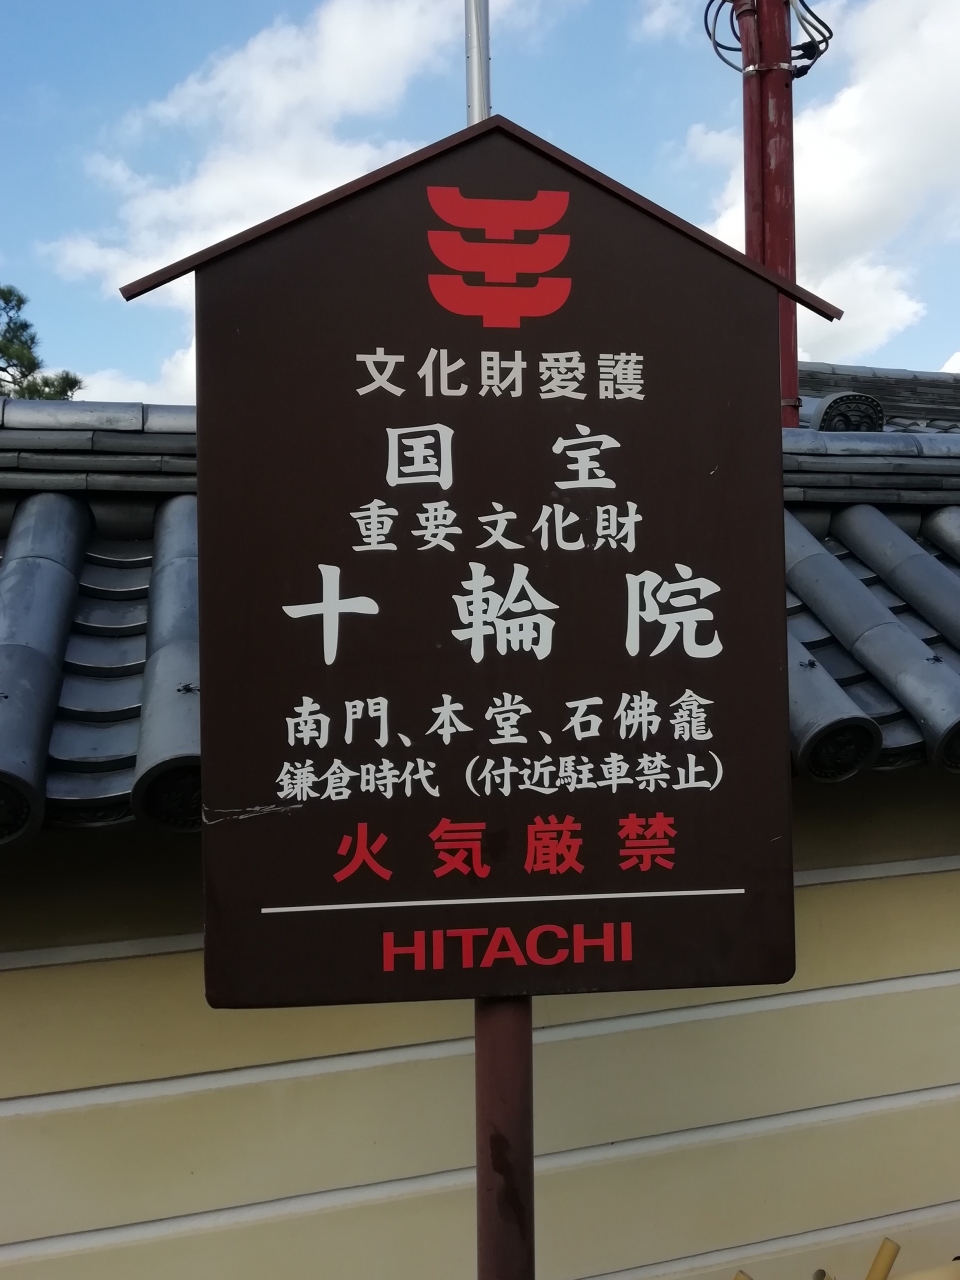 文化財愛護
国 宝
重要文化財
十輪院
南門、本堂、石佛龕
鎌倉時代（付近駐車禁止）
火気厳禁
HITACHI